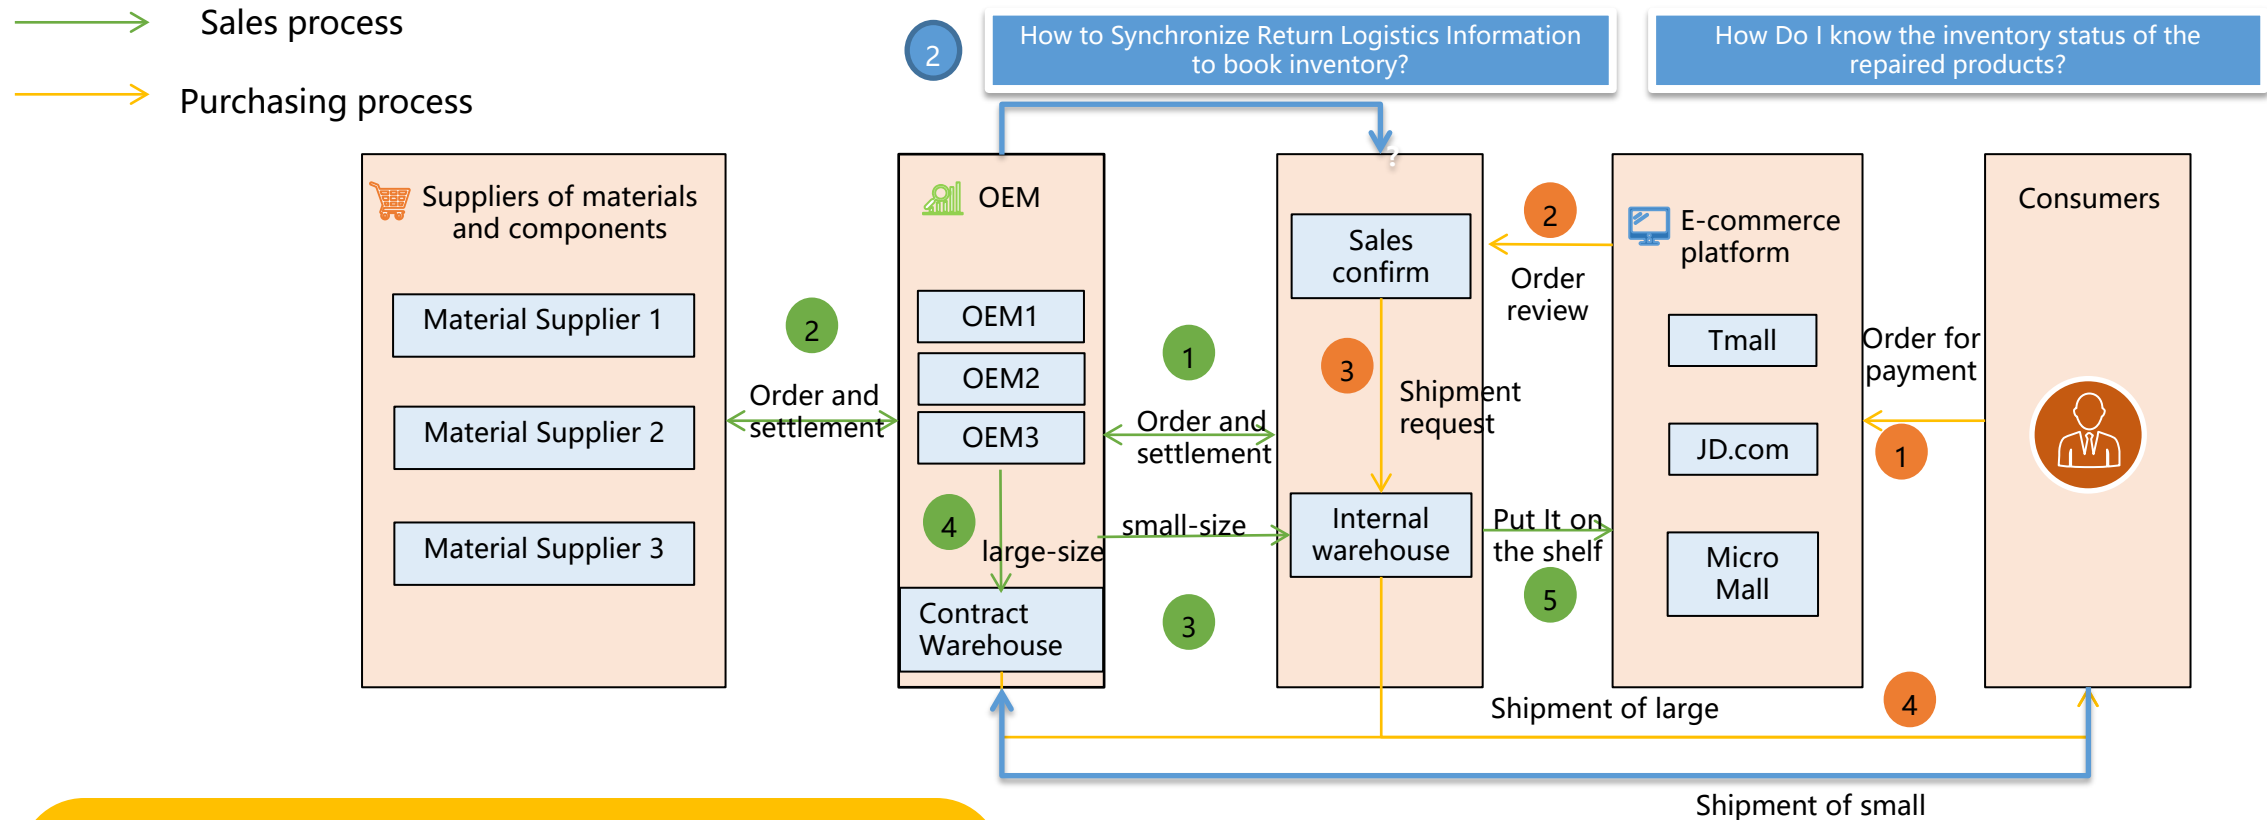 Sales process
Purchasing process
2
How to Synchronize Return Logistics Information
to book inventory?
How Do I know the inventory status of the
repaired products?
Suppliers of materials
and components
Material Supplier 1
Material Supplier 2
Material Supplier 3
2
Order and
settlement
OEM
OEM1
OEM2
OEM3
4
large-size
Contract
Warehouse
1
Order and
settlement
small-size
3
?
Sales
confirm
3
Shipment
request
Internal
warehouse
2
Order
review
Put It on
the shelf
5
E-commerce
platform
Tmall
JD.com
Micro
Mall
Order for
payment
1
Consumers
Shipment of large
4
Shipment of small